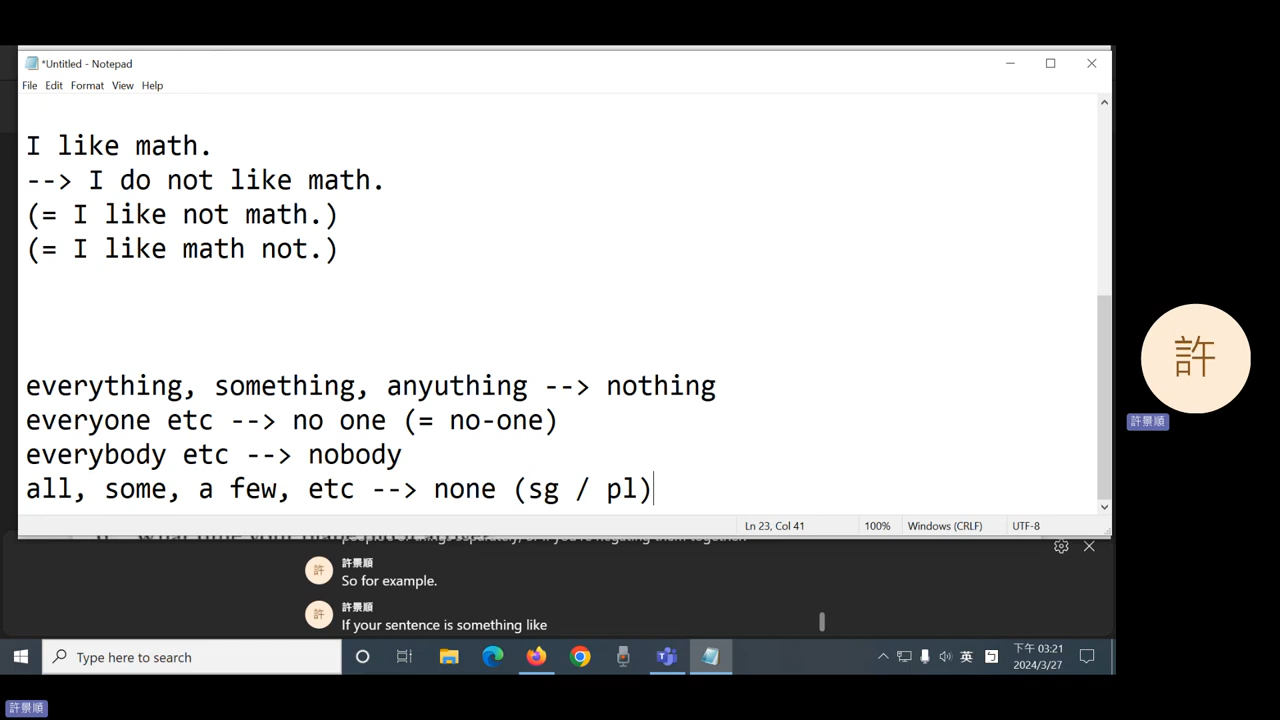 *Untitled - Notepad
File Edit Format View Help
I like math.
--> I do not like math.
(= I like not math.)
(= I like math not.)
everything, something, anyuthing --> nothing
everyone etc --> no one (= no-one)
everybody etc --> nobody
all, some, a few, etc --> none (sg / pl)
Ln 23, Col 41 100% Windows (CRLF) UTF-8
許
許景順
許 許景順
So for example.
許 許景順
If your sentence is something like
Type here to search
英
下午 03:21
2024/3/27
許景順